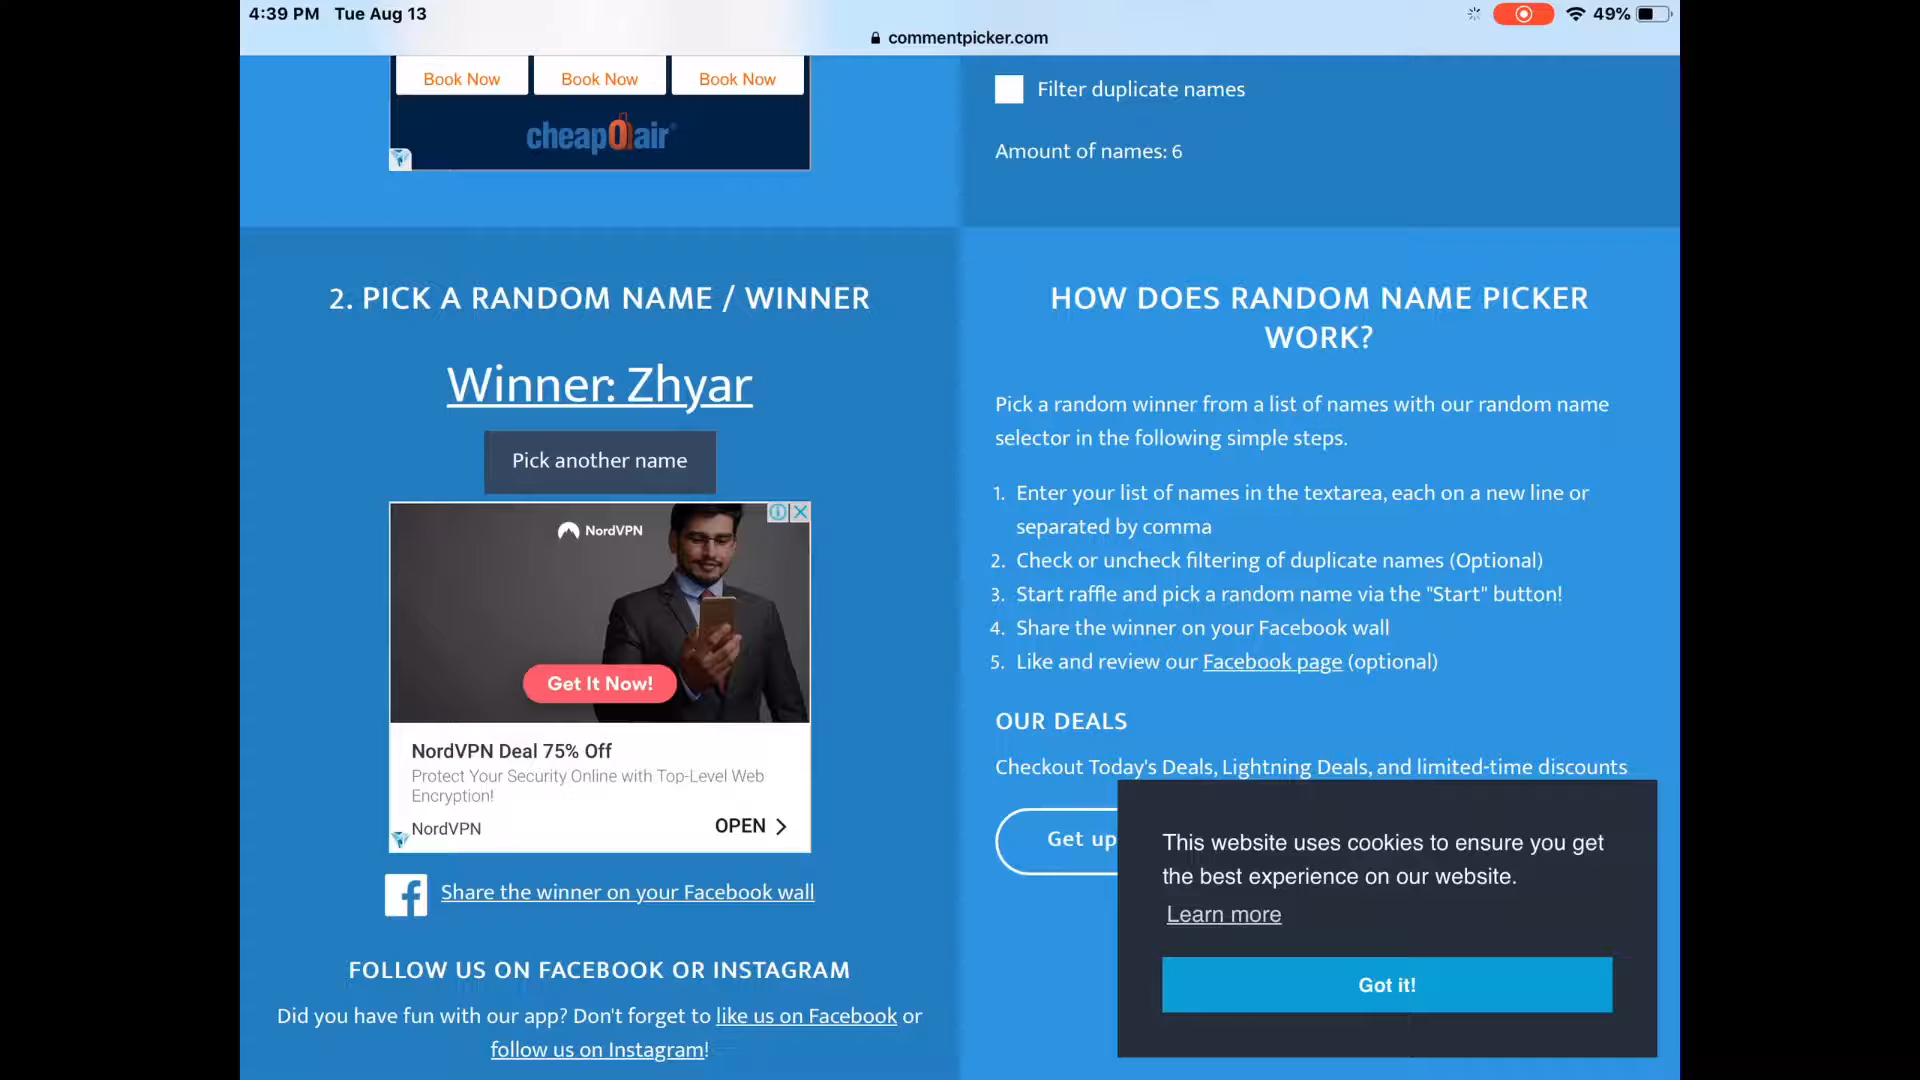 4:39 PM Tue Aug 13
49%
commentpicker.com
Book Now
Book Now
Book Now
cheapOair
Filter duplicate names
Amount of names: 6
2. PICK A RANDOM NAME / WINNER
Winner: Zhyar
Pick another name
NordVPN
Get It Now!
NordVPN Deal 75% Off
Protect Your Security Online with Top-Level Web
Encryption!
NordVPN
OPEN
Share the winner on your Facebook wall
FOLLOW US ON FACEBOOK OR INSTAGRAM
Did you have fun with our app? Don't forget to like us on Facebook or
follow us on Instagram!
HOW DOES RANDOM NAME PICKER
WORK?
Pick a random winner from a list of names with our random name
selector in the following simple steps.
1. Enter your list of names in the textarea, each on a new line or
separated by comma
2. Check or uncheck filtering of duplicate names (Optional)
3. Start raffle and pick a random name via the "Start" button!
4. Share the winner on your Facebook wall
5. Like and review our Facebook page (optional)
OUR DEALS
Checkout Today's Deals, Lightning Deals, and limited-time discounts
Get up
This website uses cookies to ensure you get
the best experience on our website.
Learn more
Got it!